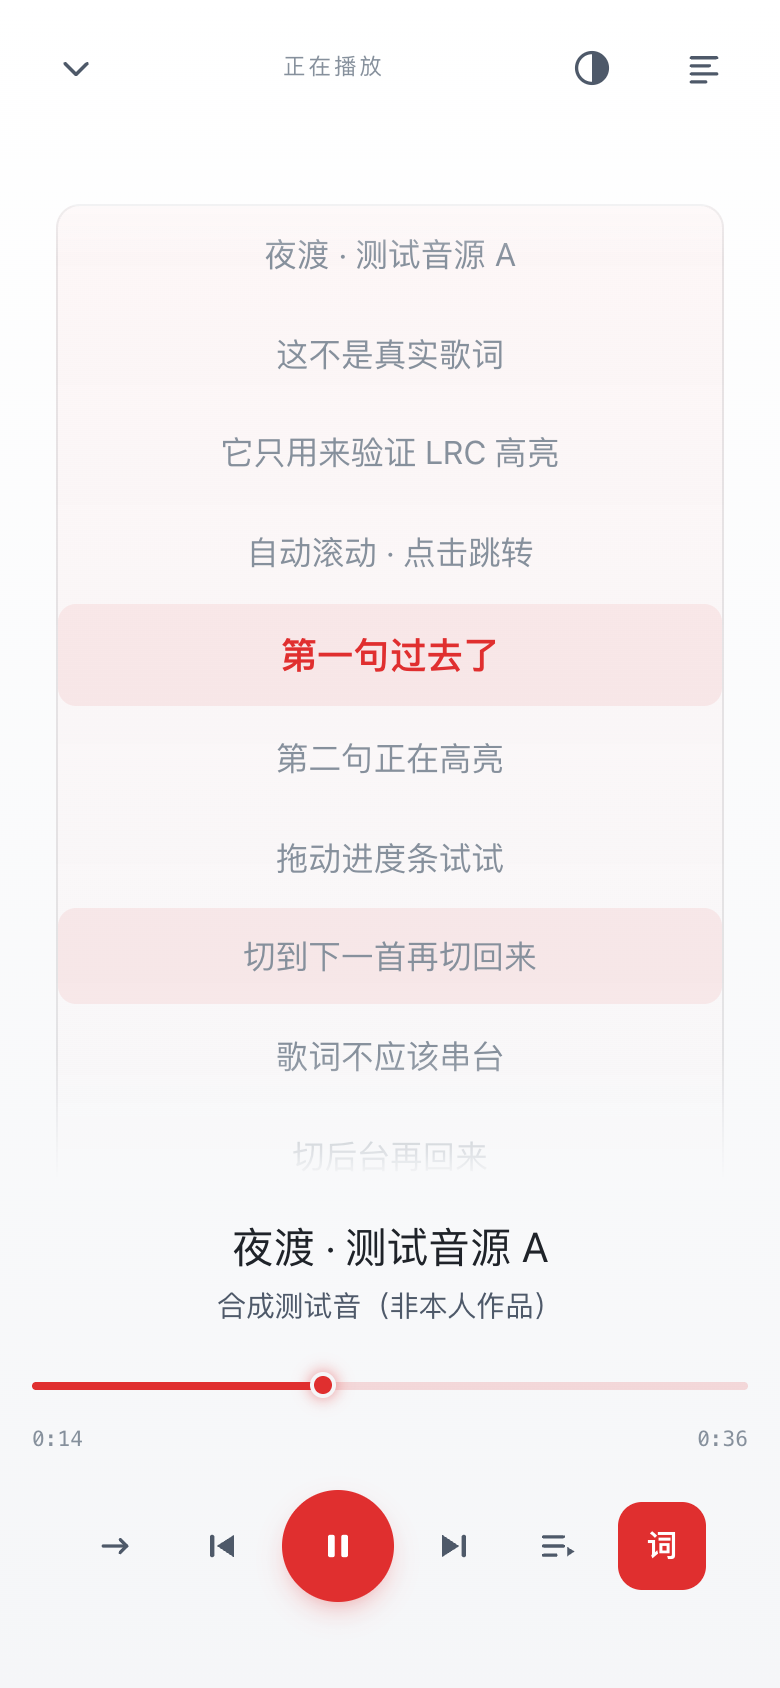 正在播放
夜渡 · 测试音源 A
这不是真实歌词
它只用来验证 LRC 高亮
自动滚动 · 点击跳转
第一句过去了
第二句正在高亮
拖动进度条试试
切到下一首再切回来
歌词不应该串台
切后台再回来
夜渡 · 测试音源 A
合成测试音（非本人作品）
0:14
0:36
词